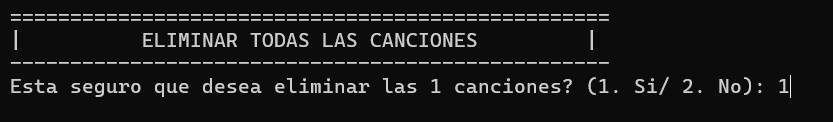 ==================================================
|          ELIMINAR TODAS LAS CANCIONES         |
--------------------------------------------------
Esta seguro que desea eliminar las 1 canciones? (1. Si/ 2. No): 1